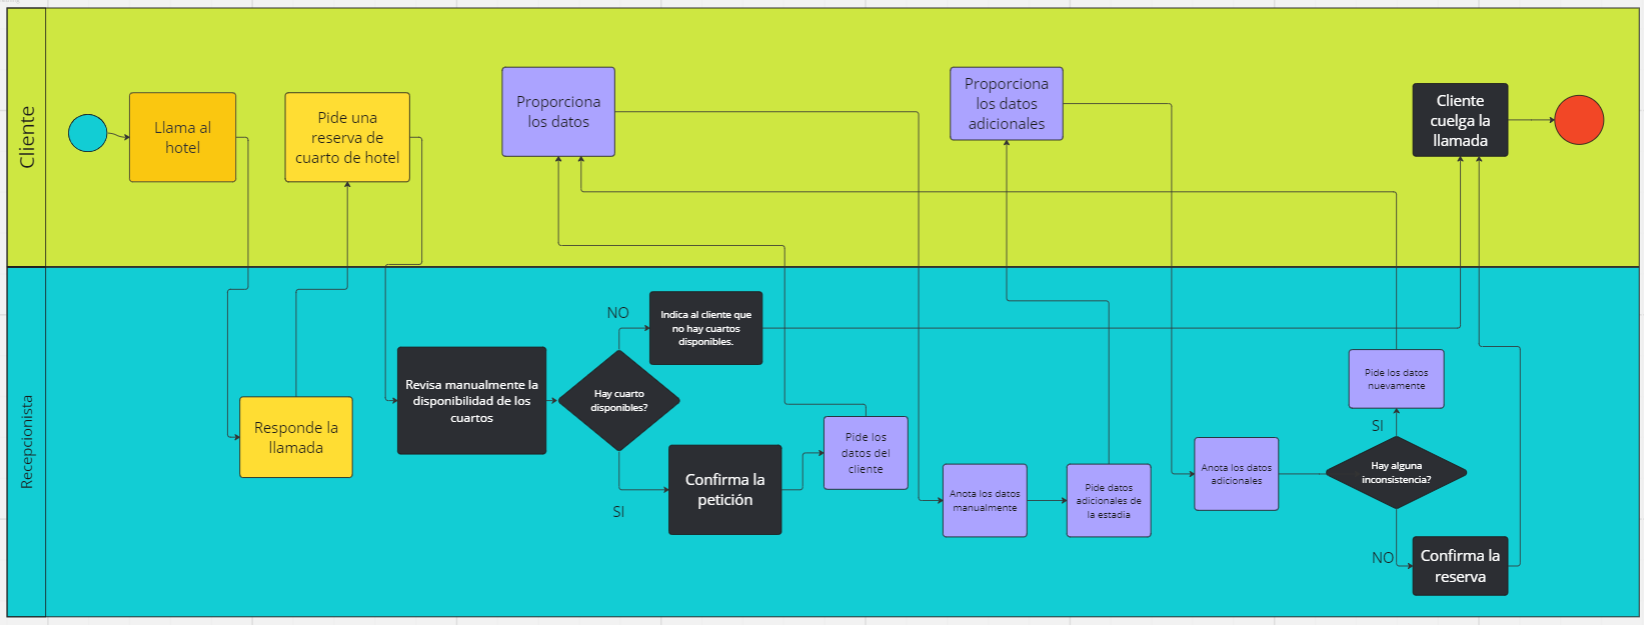 Cliente
Llama al
hotel
Pide una
reserva de
cuarto de hotel
Proporciona
los datos
Proporciona
los datos
adicionales
Cliente
cuelga la
llamada
Recepcionista
Responde la
llamada
Revisa manualmente la
disponibilidad de los
cuartos
Hay cuarto
disponibles?
NO
Indica al cliente que
no hay cuartos
disponibles.
SI
Confirma la
petición
Pide los
datos del
cliente
Anota los datos
manualmente
Pide datos
adicionales de
la estadía
Anota los datos
adicionales
Hay alguna
inconsistencia?
SI
Pide los datos
nuevamente
NO
Confirma la
reserva